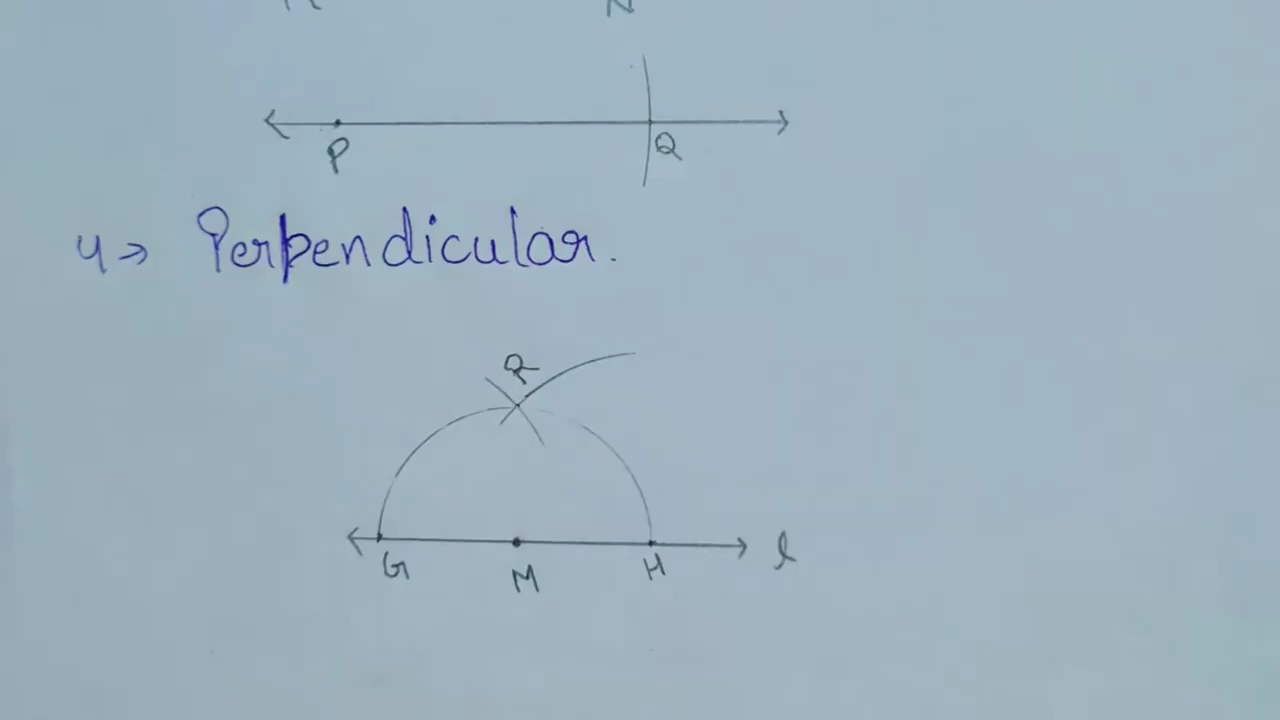 N
P Q
4→ Perpendicular.
R
G M H l